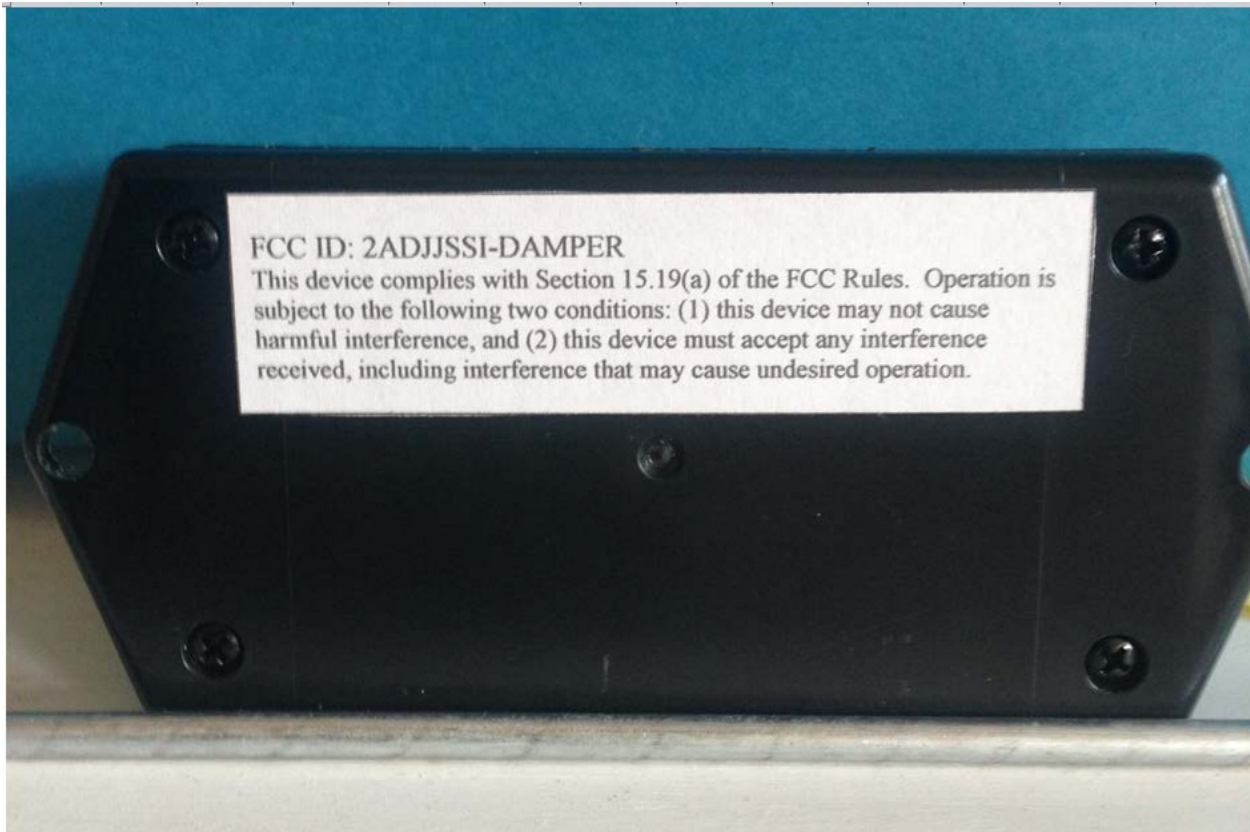 FCC ID: 2ADJJSSI-DAMPER
This device complies with Section 15.19(a) of the FCC Rules. Operation is
subject to the following two conditions: (1) this device may not cause
harmful interference, and (2) this device must accept any interference
received, including interference that may cause undesired operation.